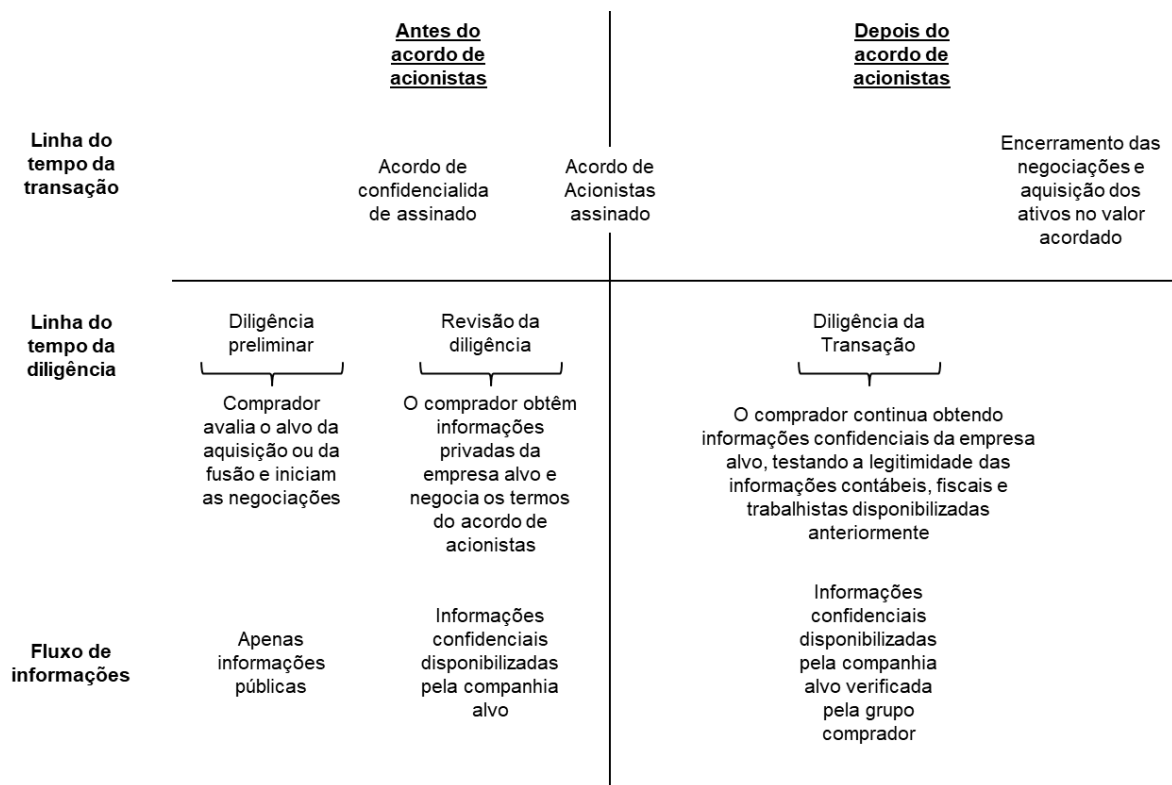 Antes do
acordo de
acionistas
Depois do
acordo de
acionistas
Linha do
tempo da
transação
Acordo de
confidencialida
de assinado
Acordo de
Acionistas
assinado
Encerramento das
negociações e
aquisição dos
ativos no valor
acordado
Linha do
tempo da
diligência
Diligência
preliminar
Comprador
avalia o alvo da
aquisição ou da
fusão e iniciam
as negociações
Revisão da
diligência
O comprador obtêm
informações
privadas da
empresa alvo e
negocia os termos
do acordo de
acionistas
Diligência da
Transação
O comprador continua obtendo
informações confidenciais da empresa
alvo, testando a legitimidade das
informações contábeis, fiscais e
trabalhistas disponibilizadas
anteriormente
Fluxo de
informações
Apenas
informações
públicas
Informações
confidenciais
disponibilizadas
pela companhia
alvo
Informações
confidenciais
disponibilizadas
pela companhia
alvo verificada
pela grupo
comprador